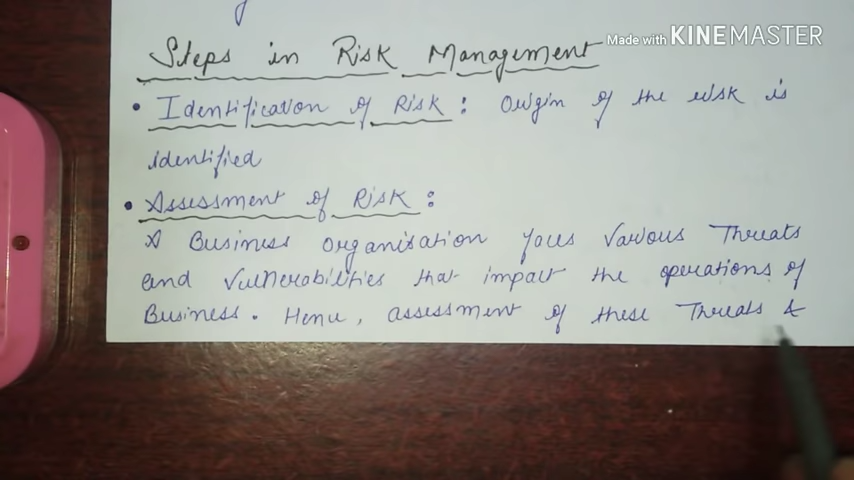 Made with KINEMASTER
Steps in Risk Management
• Identification of Risk : Origin of the risk is
identified
• Assessment of Risk :
A Business organisation faces various Threats
and vulnerabilities that impact the operations of
Business. Hence, assessment of these Threats &